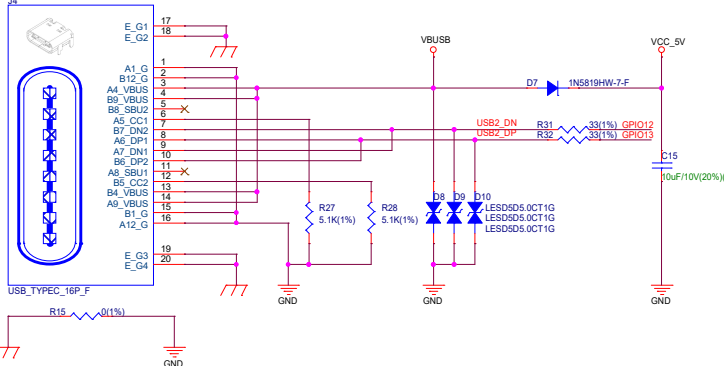 J4
E_G1 17
E_G2 18
A1_G 1
B12_G 2
A4_VBUS 3
B9_VBUS 4
B8_SBU2 5
A5_CC1 6
B7_DN2 7
A6_DP1 8
A7_DN1 9
B6_DP2 10
A8_SBU1 11
B5_CC2 12
B4_VBUS 13
A9_VBUS 14
B1_G 15
A12_G 16
E_G3 19
E_G4 20
USB_TYPEC_16P_F
R15 0(1%)
GND
R27
5.1K(1%)
R28
5.1K(1%)
GND
VBUSB
USB2_DN
USB2_DP
D8 D9 D10
LESD5D5.0CT1G
LESD5D5.0CT1G
LESD5D5.0CT1G
GND
D7 1N5819HW-7-F
VCC_5V
R31 33(1%) GPIO12
R32 33(1%) GPIO13
C15
10uF/10V(20%)
GND